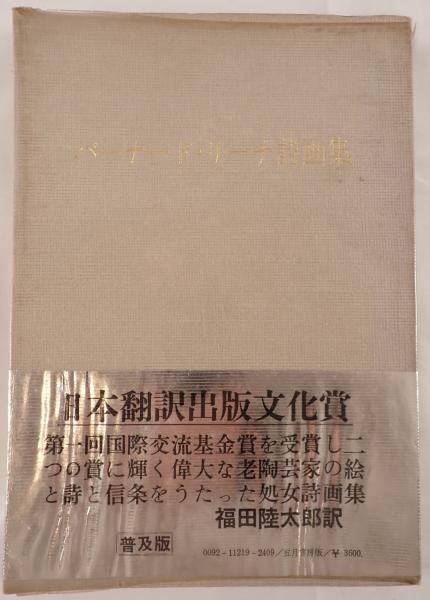 バーナード・リーチ詩画集
日本翻訳出版文化賞
第一回国際交流基金賞を受賞し二
つの賞に輝く偉大な老陶芸家の絵
と詩と信条をうたった処女詩画集
福田陸太郎訳
普及版
0092-11219-2409/五月書房版/¥ 3600.